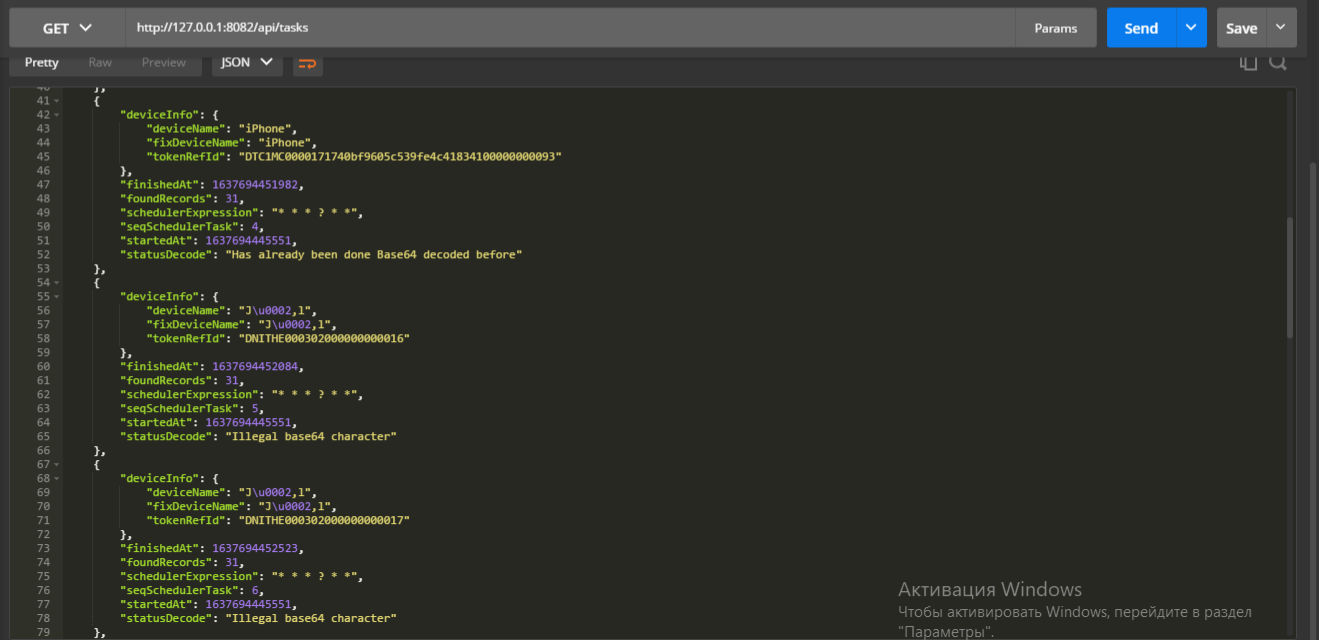 GET http://127.0.0.1:8082/api/tasks Params Send Save
Pretty Raw Preview JSON
40 },
41 {
42 "deviceInfo": {
43 "deviceName": "iPhone",
44 "fixDeviceName": "iPhone",
45 "tokenRefId": "DTC1MC0000171740bf9605c539fe4c41834100000000093"
46 },
47 "finishedAt": 1637694451982,
48 "foundRecords": 31,
49 "schedulerExpression": "* * * ? * *",
50 "seqSchedulerTask": 4,
51 "startedAt": 1637694445551,
52 "statusDecode": "Has already been done Base64 decoded before"
53 },
54 {
55 "deviceInfo": {
56 "deviceName": "J\u0002,l",
57 "fixDeviceName": "J\u0002,l",
58 "tokenRefId": "DNITHE000302000000000016"
59 },
60 "finishedAt": 1637694452084,
61 "foundRecords": 31,
62 "schedulerExpression": "* * * ? * *",
63 "seqSchedulerTask": 5,
64 "startedAt": 1637694445551,
65 "statusDecode": "Illegal base64 character"
66 },
67 {
68 "deviceInfo": {
69 "deviceName": "J\u0002,l",
70 "fixDeviceName": "J\u0002,l",
71 "tokenRefId": "DNITHE000302000000000017"
72 },
73 "finishedAt": 1637694452523,
74 "foundRecords": 31,
75 "schedulerExpression": "* * * ? * *",
76 "seqSchedulerTask": 6,
77 "startedAt": 1637694445551,
78 "statusDecode": "Illegal base64 character"
79 },
Активация Windows
Чтобы активировать Windows, перейдите в раздел
"Параметры".